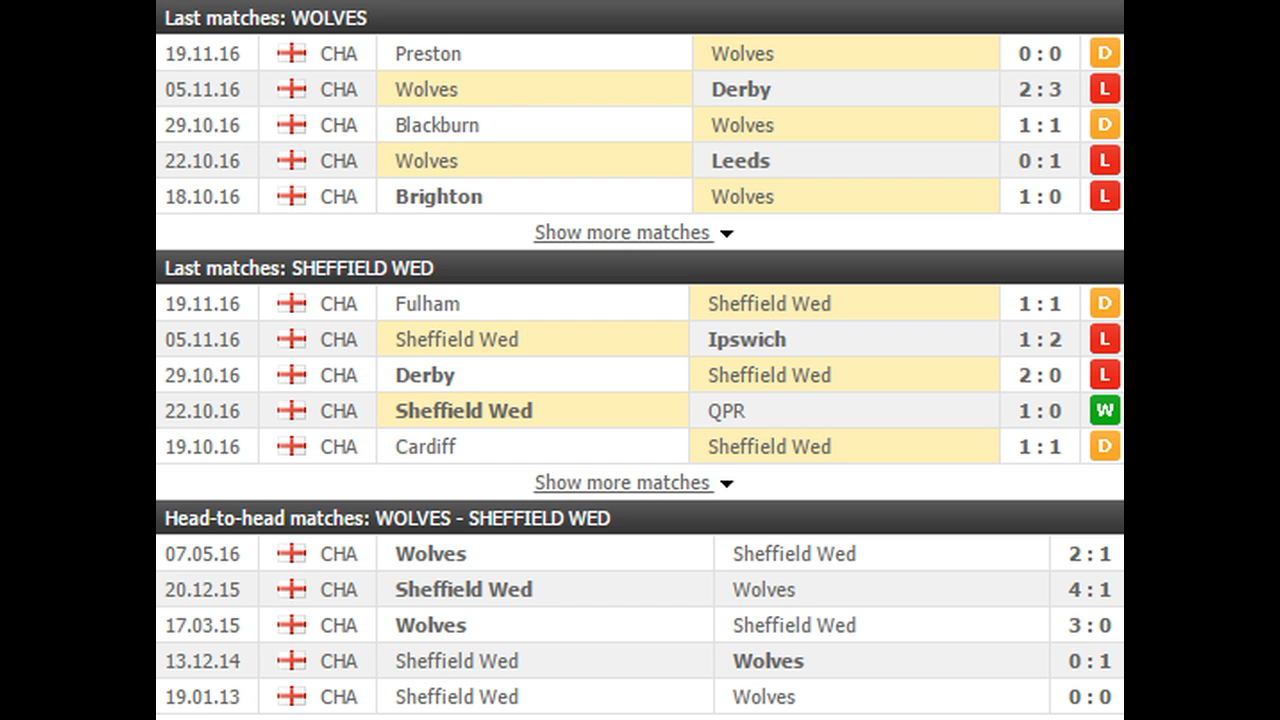 Last matches: WOLVES
19.11.16 CHA Preston Wolves 0 : 0 D
05.11.16 CHA Wolves Derby 2 : 3 L
29.10.16 CHA Blackburn Wolves 1 : 1 D
22.10.16 CHA Wolves Leeds 0 : 1 L
18.10.16 CHA Brighton Wolves 1 : 0 L
Show more matches
Last matches: SHEFFIELD WED
19.11.16 CHA Fulham Sheffield Wed 1 : 1 D
05.11.16 CHA Sheffield Wed Ipswich 1 : 2 L
29.10.16 CHA Derby Sheffield Wed 2 : 0 L
22.10.16 CHA Sheffield Wed QPR 1 : 0 W
19.10.16 CHA Cardiff Sheffield Wed 1 : 1 D
Show more matches
Head-to-head matches: WOLVES - SHEFFIELD WED
07.05.16 CHA Wolves Sheffield Wed 2 : 1
20.12.15 CHA Sheffield Wed Wolves 4 : 1
17.03.15 CHA Wolves Sheffield Wed 3 : 0
13.12.14 CHA Sheffield Wed Wolves 0 : 1
19.01.13 CHA Sheffield Wed Wolves 0 : 0